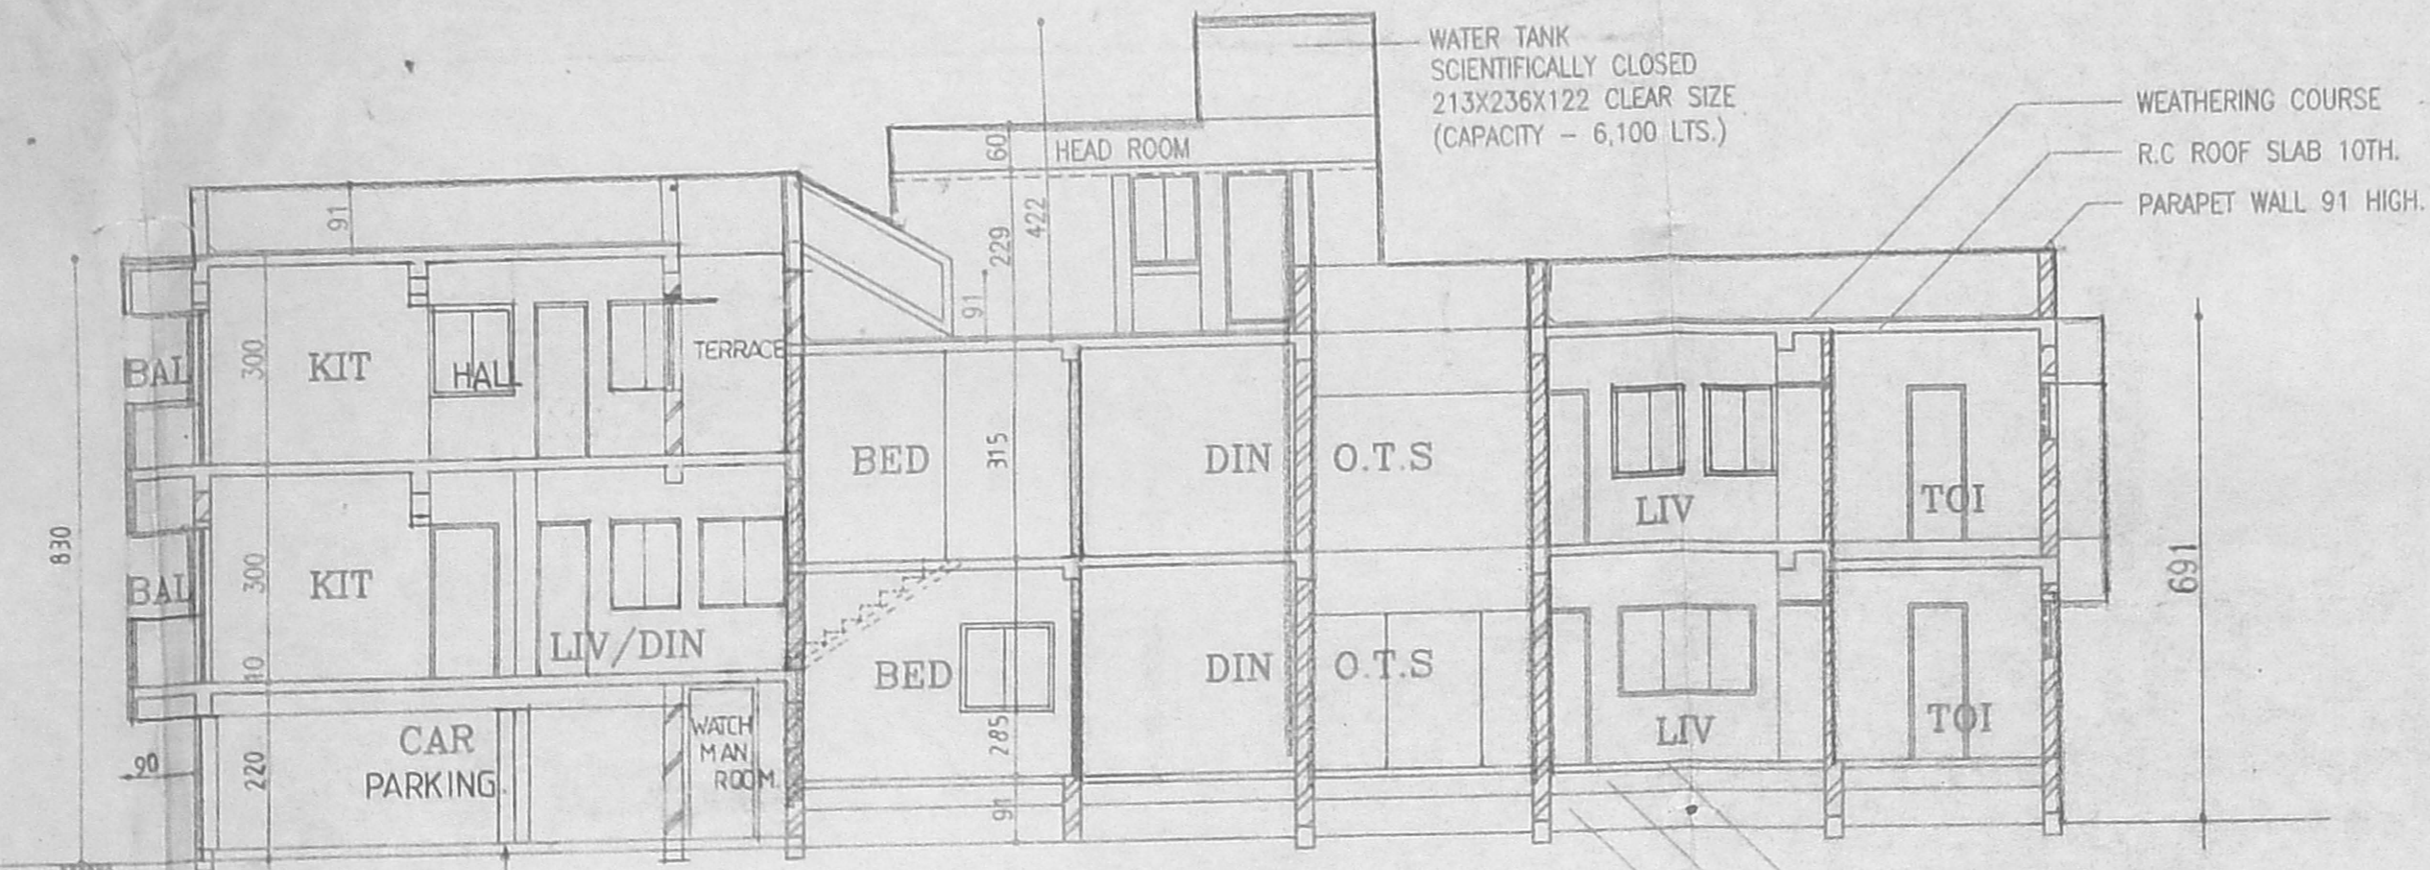 WATER TANK
SCIENTIFICALLY CLOSED
213X236X122 CLEAR SIZE
(CAPACITY - 6,100 LTS.)
WEATHERING COURSE
R.C ROOF SLAB 10TH.
PARAPET WALL 91 HIGH.
60
HEAD ROOM
91
229
422
91
BAL
300
KIT
HALL
TERRACE
830
BED
315
DIN
O.T.S
LIV
TOI
BAL
300
KIT
LIV/DIN
691
10
BED
DIN
O.T.S
LIV
TOI
90
220
CAR
PARKING.
WATCH
MAN
ROOM.
285
91